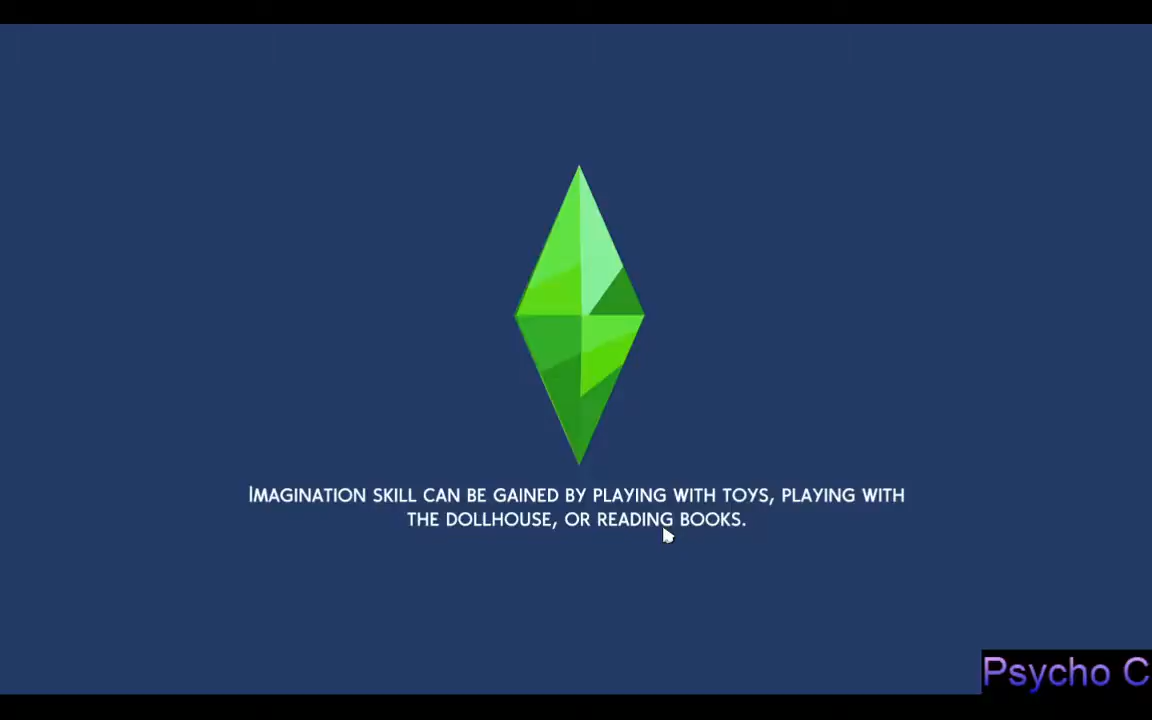 Imagination skill can be gained by playing with toys, playing with
the dollhouse, or reading books.
Psycho C